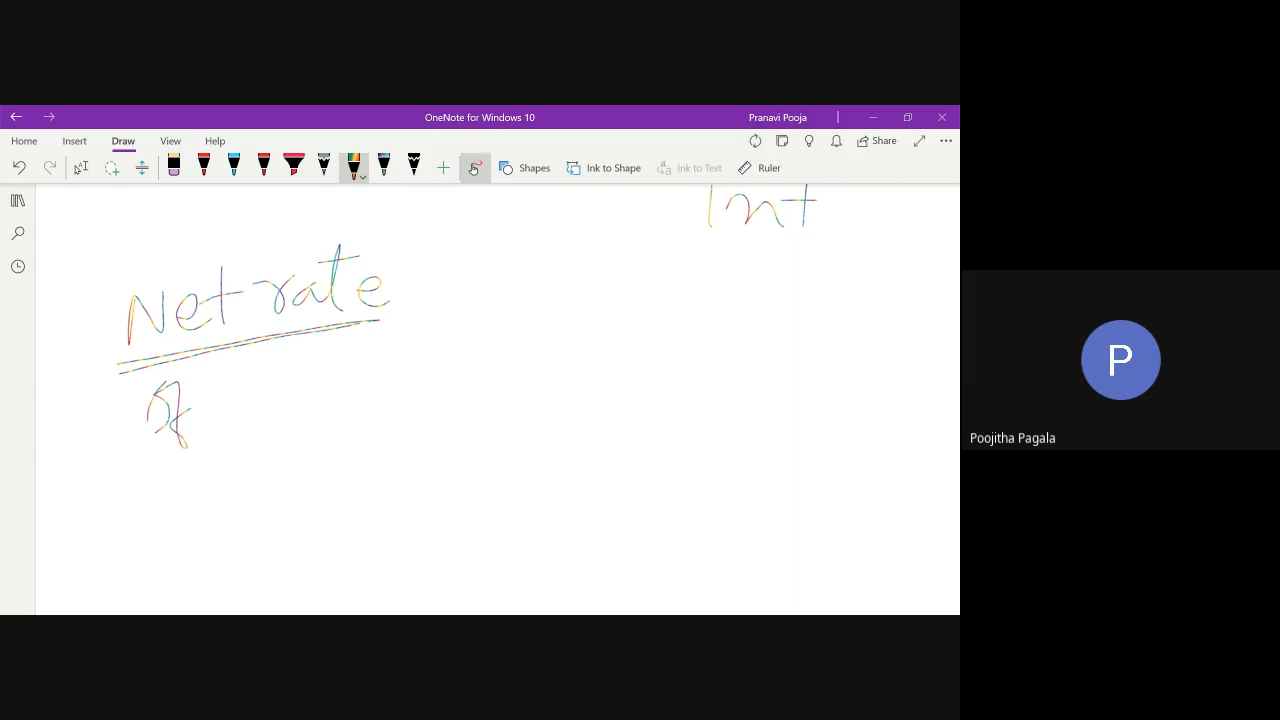 OneNote for Windows 10
Pranavi Pooja
Home Insert Draw View Help
Share
Shapes Ink to Shape Ink to Text Ruler
Int
Net rate
P
Poojitha Pagala